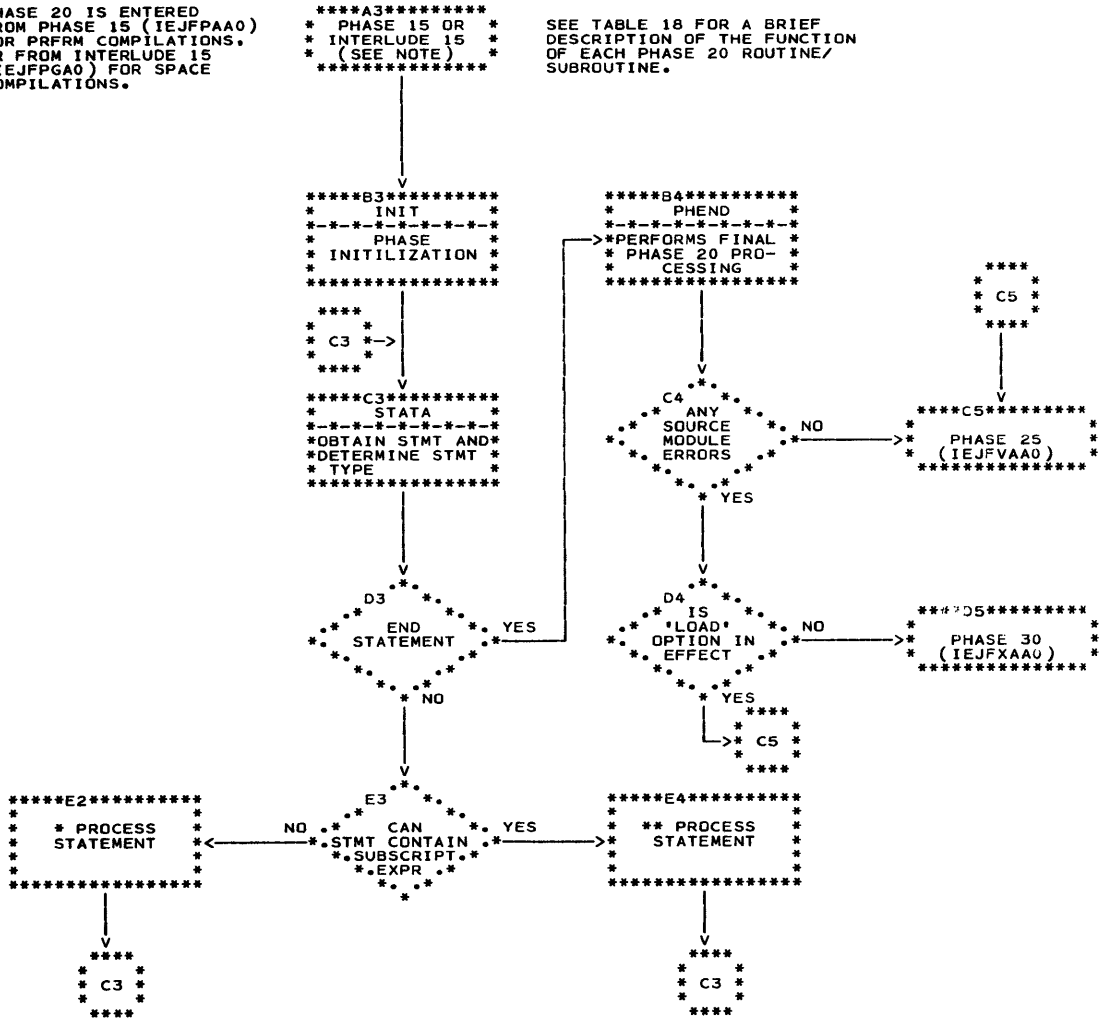 HASE 20 IS ENTERED
ROM PHASE 15 (IEJFPAA0)
OR PRFRM COMPILATIONS,
R FROM INTERLUDE 15
IEJFPGA0) FOR SPACE
OMPILATIONS.
A3
PHASE 15 OR
INTERLUDE 15
(SEE NOTE)
SEE TABLE 18 FOR A BRIEF
DESCRIPTION OF THE FUNCTION
OF EACH PHASE 20 ROUTINE/
SUBROUTINE.
B3
INIT
PHASE
INITILIZATION
B4
PHEND
PERFORMS FINAL
PHASE 20 PRO-
CESSING
C5
C3
C3
STATA
OBTAIN STMT AND
DETERMINE STMT
TYPE
C4
ANY
SOURCE
MODULE
ERRORS
NO
YES
C5
PHASE 25
(IEJFVAA0)
D3
END
STATEMENT
YES
NO
D4
IS
'LOAD'
OPTION IN
EFFECT
NO
YES
D5
PHASE 30
(IEJFXAA0)
C5
E2
* PROCESS
STATEMENT
NO
E3
CAN
STMT CONTAIN
SUBSCRIPT
EXPR
YES
E4
** PROCESS
STATEMENT
C3
C3